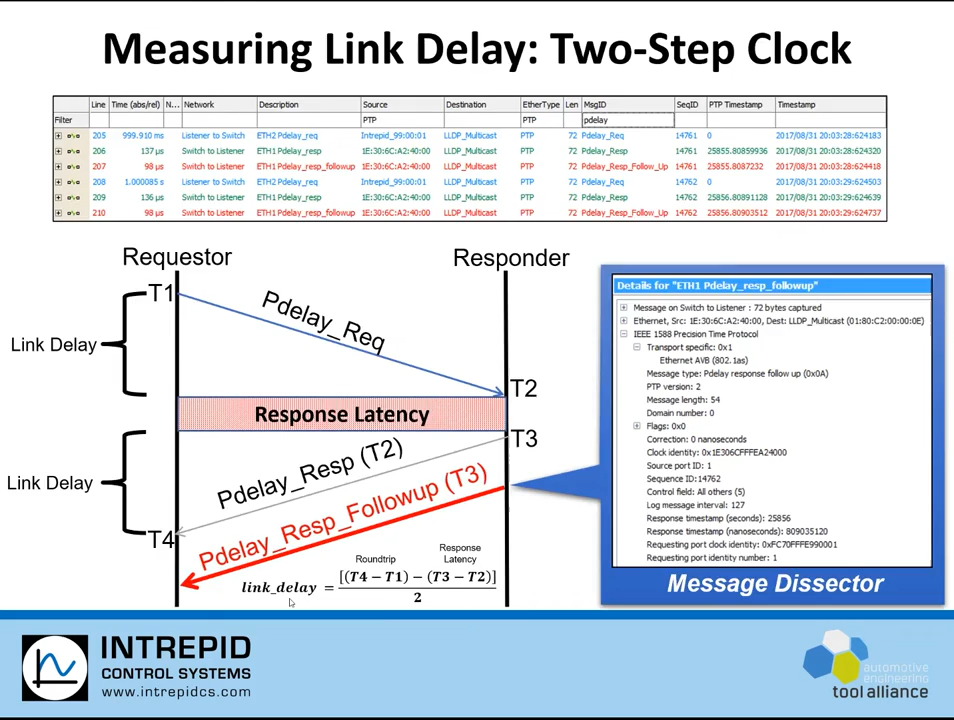 Measuring Link Delay: Two-Step Clock
Line Time (abs/rel) N... Network Description Source Destination EtherType Len MsgID SeqID PTP Timestamp Timestamp
Filter PTP PTP pdelay
205 999.910 ms Listener to Switch ETH2 Pdelay_req Intrepid_99:00:01 LLDP_Multicast PTP 72 Pdelay_Req 14761 0 2017/08/31 20:03:28:624183
206 137 µs Switch to Listener ETH1 Pdelay_resp 1E:30:6C:A2:40:00 LLDP_Multicast PTP 72 Pdelay_Resp 14761 25855.80859936 2017/08/31 20:03:28:624320
207 98 µs Switch to Listener ETH1 Pdelay_resp_followup 1E:30:6C:A2:40:00 LLDP_Multicast PTP 72 Pdelay_Resp_Follow_Up 14761 25855.8087232 2017/08/31 20:03:28:624418
208 1.000085 s Listener to Switch ETH2 Pdelay_req Intrepid_99:00:01 LLDP_Multicast PTP 72 Pdelay_Req 14762 0 2017/08/31 20:03:29:624503
209 136 µs Switch to Listener ETH1 Pdelay_resp 1E:30:6C:A2:40:00 LLDP_Multicast PTP 72 Pdelay_Resp 14762 25856.80891128 2017/08/31 20:03:29:624639
210 98 µs Switch to Listener ETH1 Pdelay_resp_followup 1E:30:6C:A2:40:00 LLDP_Multicast PTP 72 Pdelay_Resp_Follow_Up 14762 25856.80903512 2017/08/31 20:03:29:624737
Requestor
Responder
T1
Pdelay_Req
Link Delay
T2
Response Latency
T3
Pdelay_Resp (T2)
Link Delay
Pdelay_Resp_Followup (T3)
T4
Roundtrip
Response
Latency
link_delay = [(T4 − T1) − (T3 − T2)]
2
Details for "ETH1 Pdelay_resp_followup"
Message on Switch to Listener : 72 bytes captured
Ethernet, Src: 1E:30:6C:A2:40:00, Dest: LLDP_Multicast (01:80:C2:00:00:0E)
IEEE 1588 Precision Time Protocol
Transport specific: 0x1
Ethernet AVB (802.1as)
Message type: Pdelay response follow up (0x0A)
PTP version: 2
Message length: 54
Domain number: 0
Flags: 0x0
Correction: 0 nanoseconds
Clock identity: 0x1E306CFFFEA24000
Source port ID: 1
Sequence ID:14762
Control field: All others (5)
Log message interval: 127
Response timestamp (seconds): 25856
Response timestamp (nanoseconds): 809035120
Requesting port clock identity: 0xFC70FFFE990001
Requesting port identity number: 1
Message Dissector
INTREPID
CONTROL SYSTEMS
www.intrepidcs.com
automotive
engineering
tool alliance